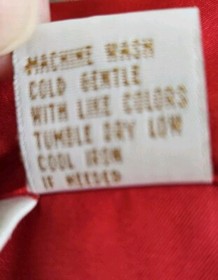 MACHINE WASH
COLD GENTLE
WITH LIKE COLORS
TUMBLE DRY LOW
COOL IRON
IF NEEDED